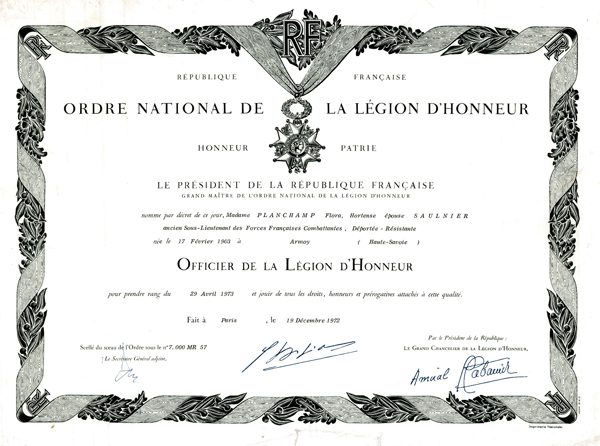 RF
RÉPUBLIQUE FRANÇAISE
ORDRE NATIONAL DE LA LÉGION D'HONNEUR
HONNEUR PATRIE
LE PRÉSIDENT DE LA RÉPUBLIQUE FRANÇAISE
GRAND MAÎTRE DE L'ORDRE NATIONAL DE LA LÉGION D'HONNEUR
nomme par décret de ce jour, Madame PLANCHAMP Flora, Hortense épouse SAULNIER
ancien Sous-Lieutenant des Forces Françaises Combattantes, Déportée - Résistante
née le 17 Février 1903 à Armoy ( Haute-Savoie )
OFFICIER DE LA LÉGION D'HONNEUR
pour prendre rang du 29 Avril 1973 et jouir de tous les droits, honneurs et prérogatives attachés à cette qualité.
Fait à Paris, le 19 Décembre 1972
Scellé du sceau de l'Ordre sous le n° 7,000 MR 57
Le Secrétaire Général adjoint,
Par le Président de la République :
LE GRAND CHANCELIER DE LA LÉGION D'HONNEUR,
Amiral Cabanier
Imprimerie Nationale.